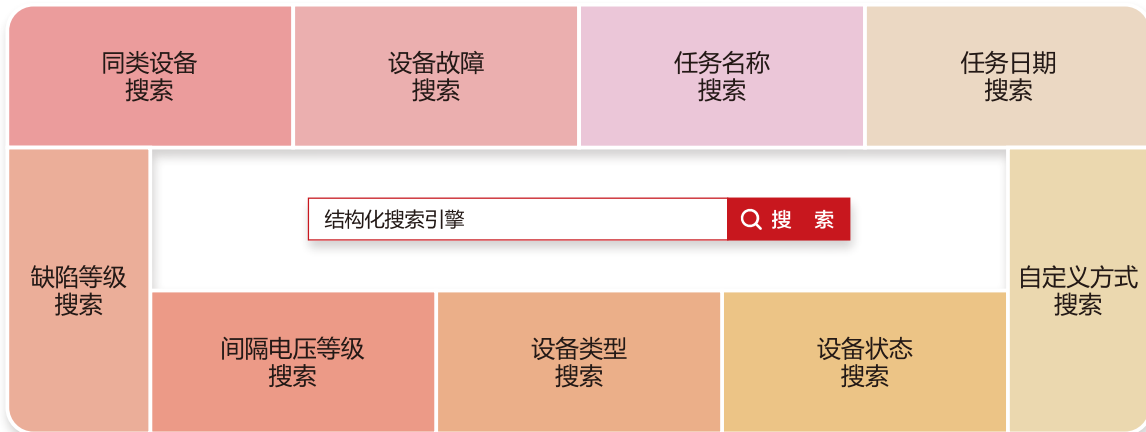 同类设备
搜索
设备故障
搜索
任务名称
搜索
任务日期
搜索
结构化搜索引擎
搜 索
缺陷等级
搜索
自定义方式
搜索
间隔电压等级
搜索
设备类型
搜索
设备状态
搜索